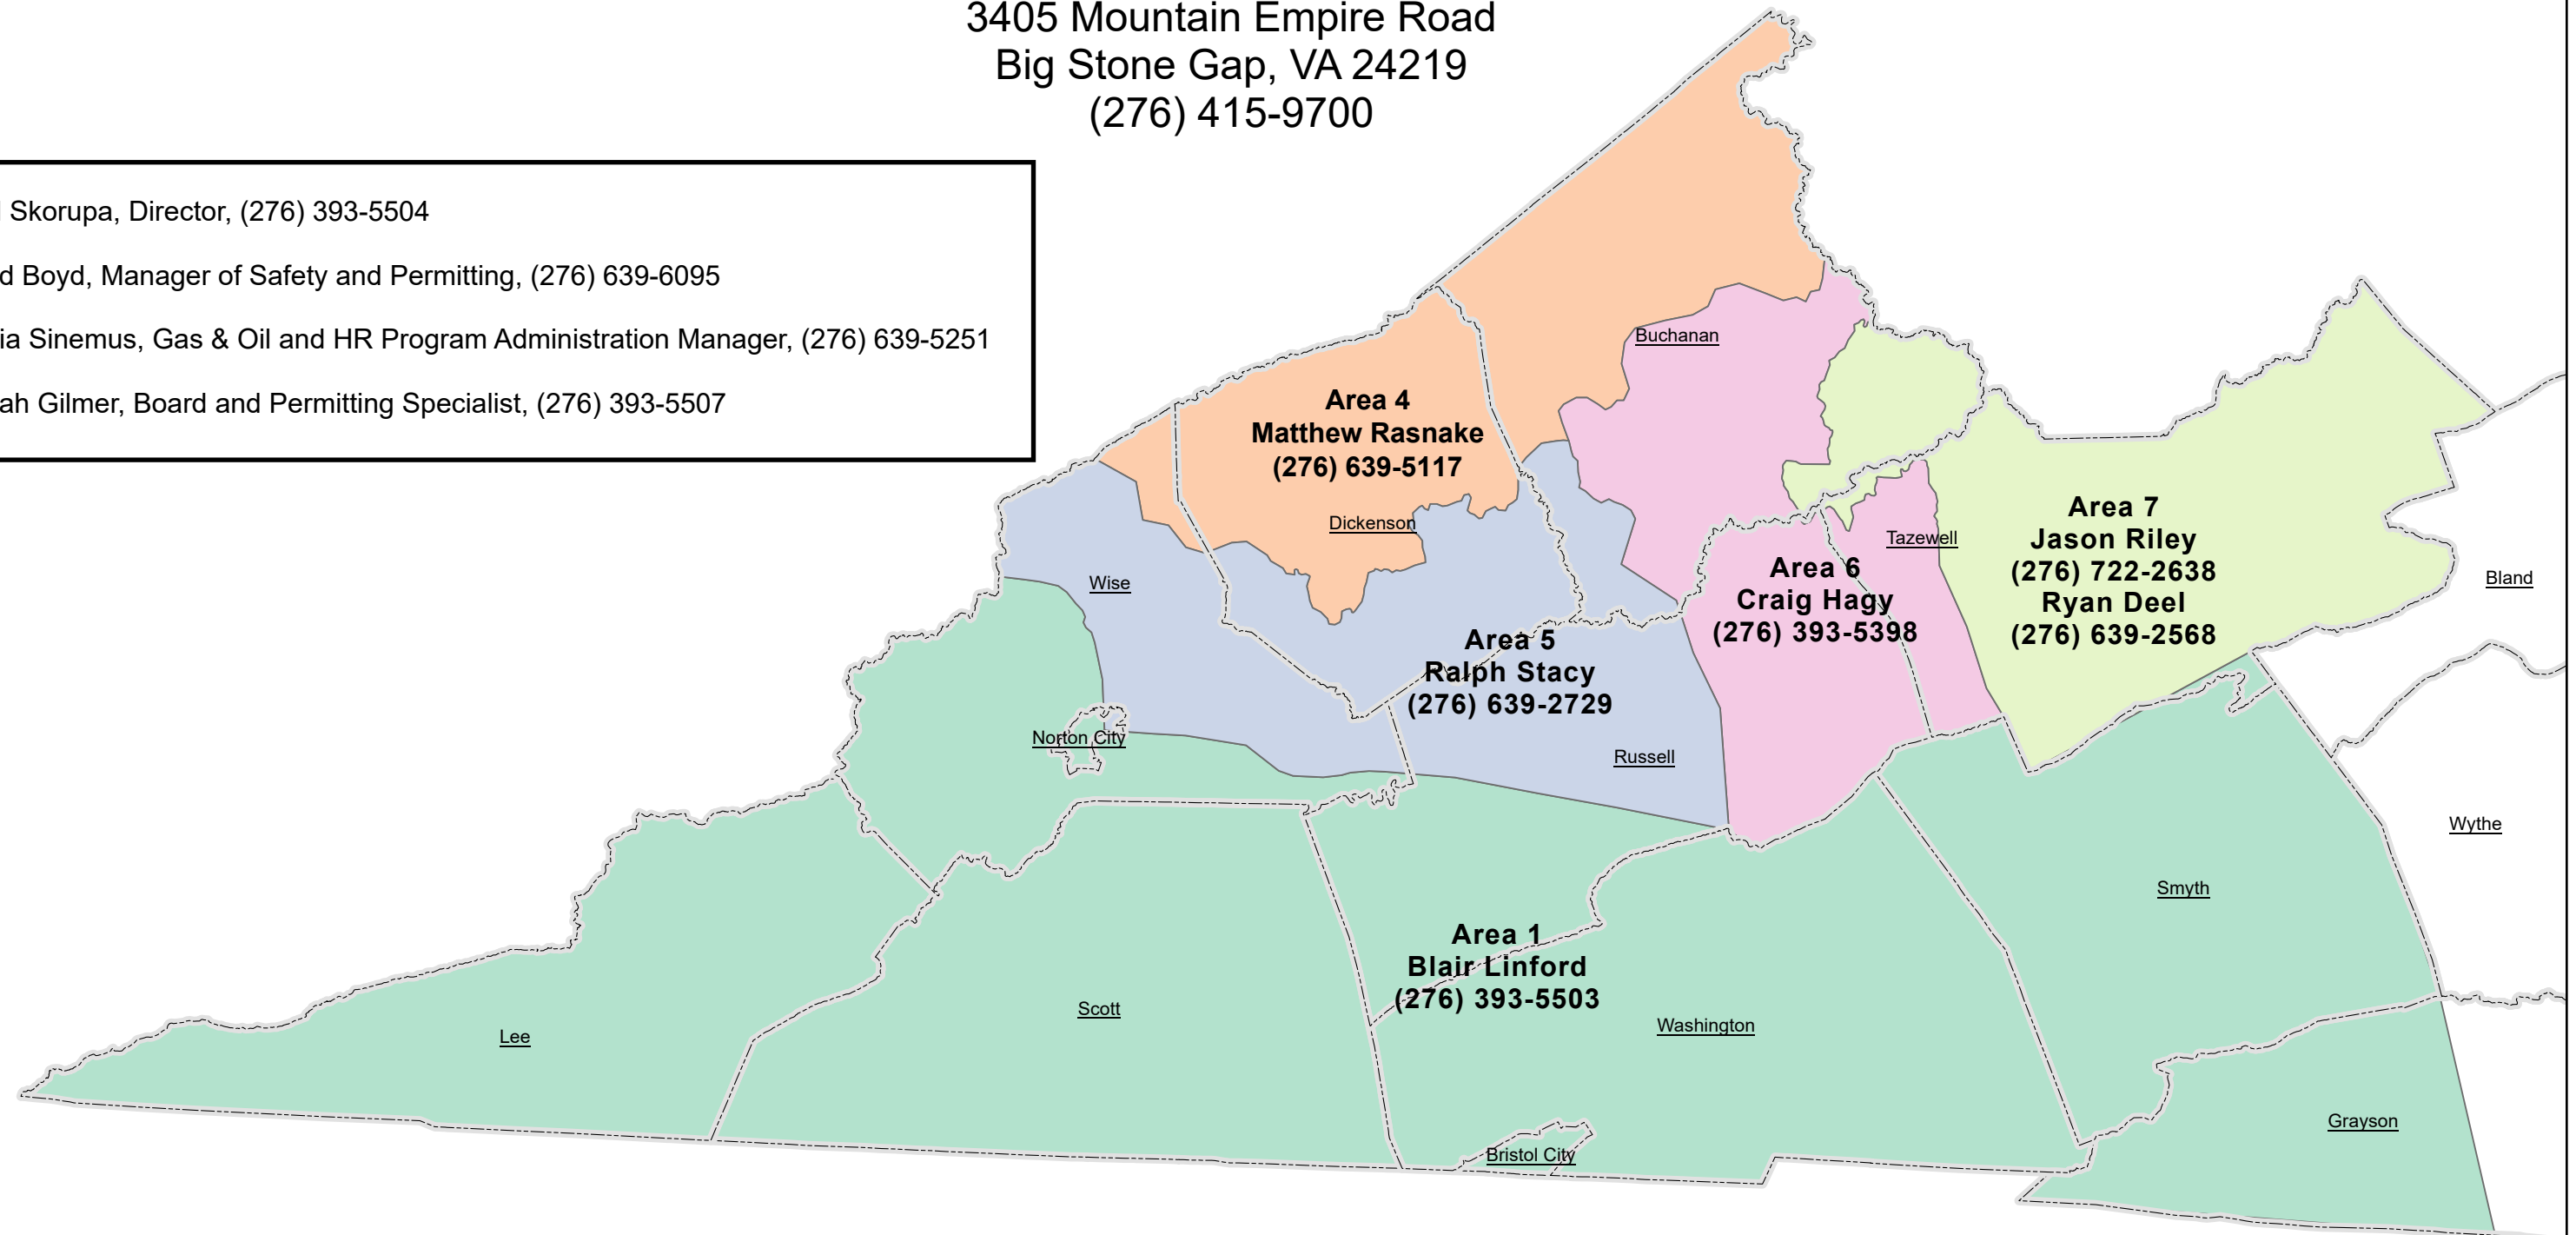 3405 Mountain Empire Road
Big Stone Gap, VA 24219
(276) 415-9700
Skorupa, Director, (276) 393-5504
d Boyd, Manager of Safety and Permitting, (276) 639-6095
ia Sinemus, Gas & Oil and HR Program Administration Manager, (276) 639-5251
ah Gilmer, Board and Permitting Specialist, (276) 393-5507
Buchanan
Area 4
Matthew Rasnake
(276) 639-5117
Dickenson
Wise
Tazewell
Area 7
Jason Riley
(276) 722-2638
Ryan Deel
(276) 639-2568
Bland
Area 6
Craig Hagy
(276) 393-5398
Area 5
Ralph Stacy
(276) 639-2729
Norton City
Russell
Wythe
Smyth
Area 1
Blair Linford
(276) 393-5503
Scott
Lee
Washington
Grayson
Bristol City